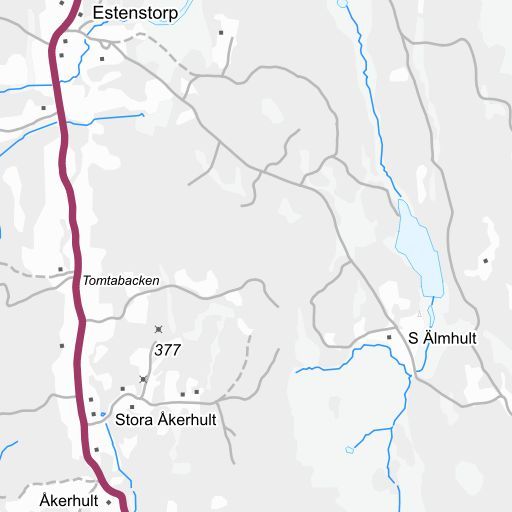 Estenstorp
Tomtabacken
377
S Älmhult
Stora Åkerhult
Åkerhult